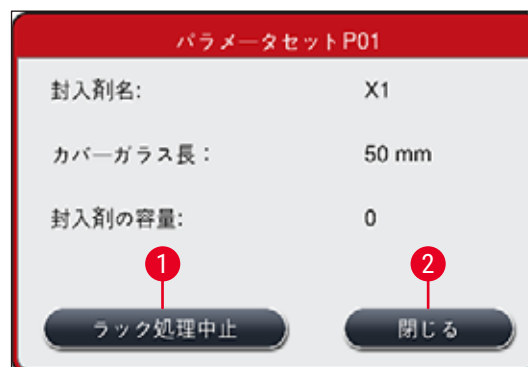 パラメータセットP01
封入剤名: X1
カバーガラス長： 50 mm
封入剤の容量: 0
1 2
ラック処理中止 閉じる